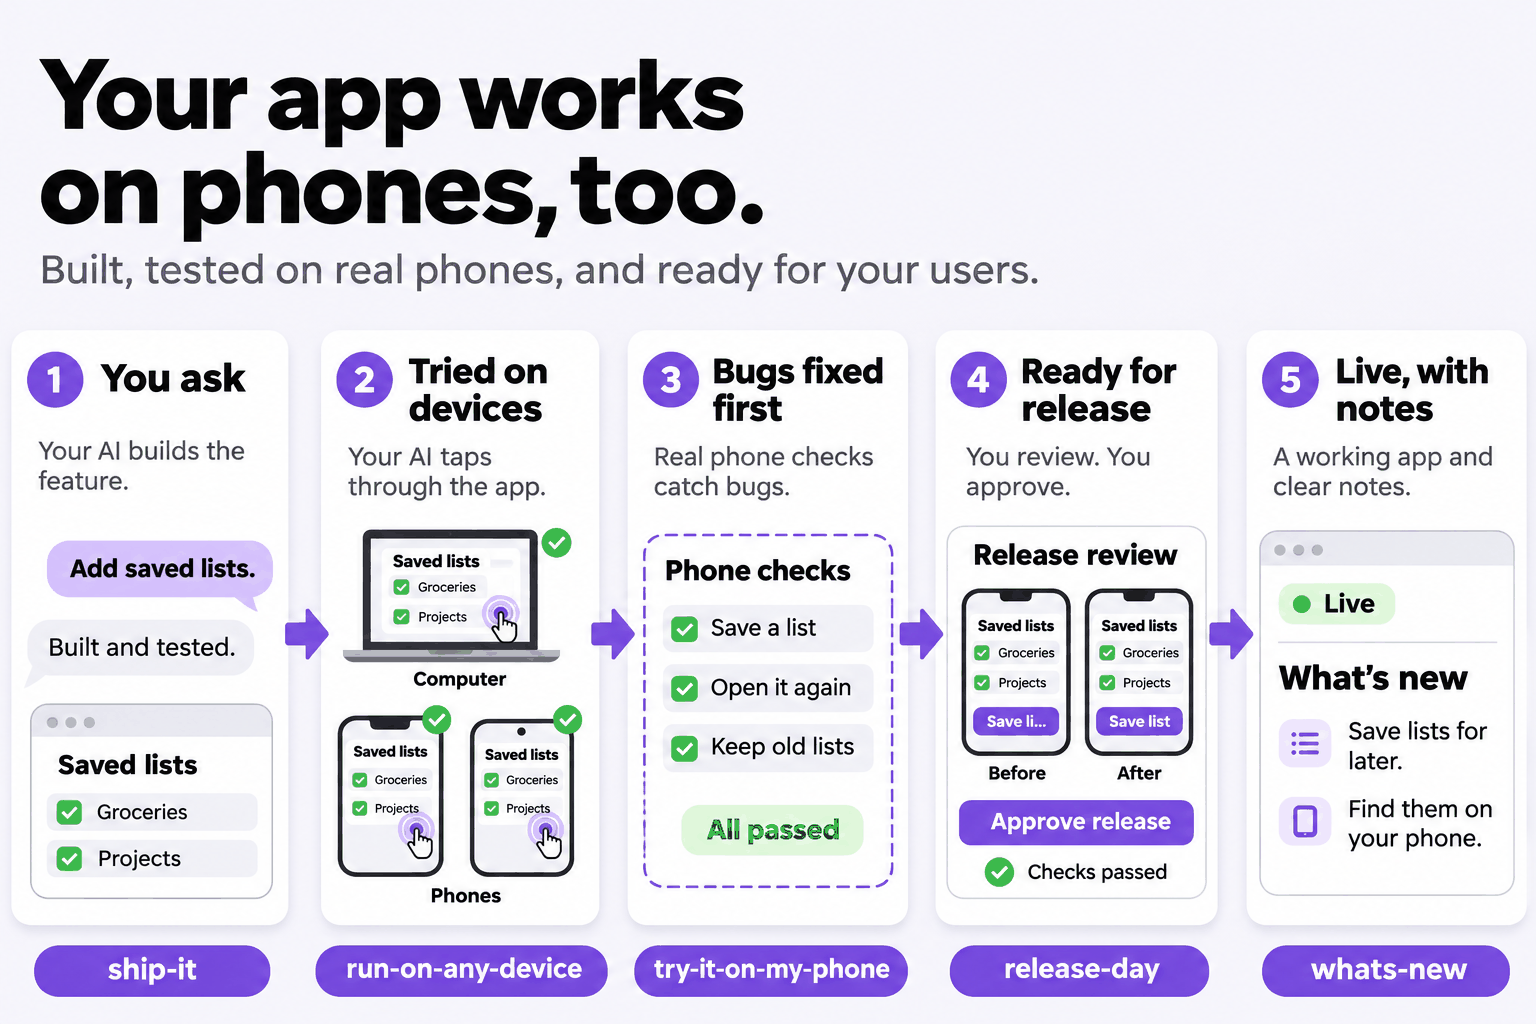 Your app works
on phones, too.
Built, tested on real phones, and ready for your users.
1
You ask
Your AI builds the
feature.
Add saved lists.
Built and tested.
Saved lists
Groceries
Projects
ship-it
2
Tried on
devices
Your AI taps
through the app.
Saved lists
Groceries
Projects
Computer
Saved lists
Groceries
Projects
Saved lists
Groceries
Projects
Phones
run-on-any-device
3
Bugs fixed
first
Real phone checks
catch bugs.
Phone checks
Save a list
Open it again
Keep old lists
All passed
try-it-on-my-phone
4
Ready for
release
You review. You
approve.
Release review
Saved lists
Groceries
Projects
Save li...
Before
Saved lists
Groceries
Projects
Save list
After
Approve release
Checks passed
release-day
5
Live, with
notes
A working app and
clear notes.
Live
What's new
Save lists for
later.
Find them on
your phone.
whats-new